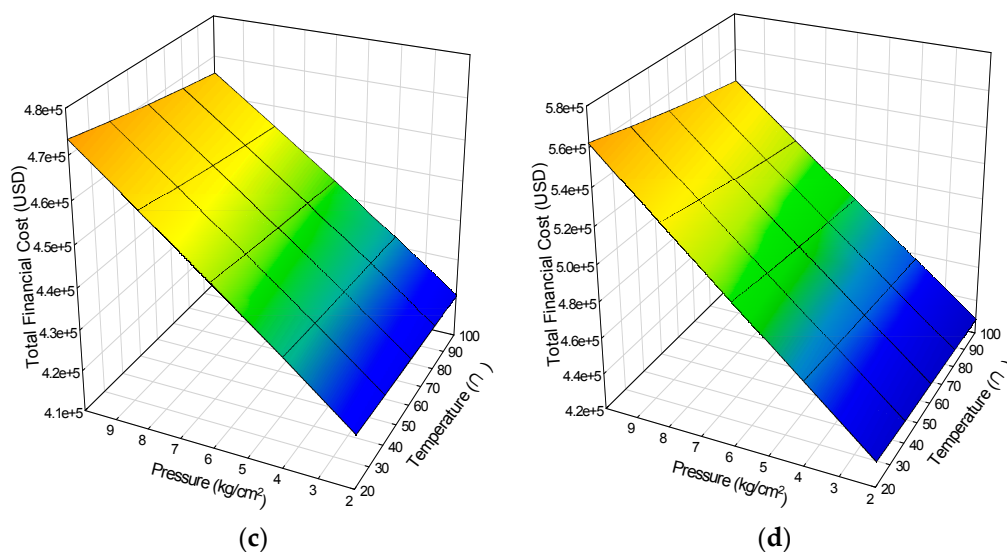 4.8e+5
4.7e+5
4.6e+5
4.5e+5
4.4e+5
4.3e+5
4.2e+5
4.1e+5
Total Financial Cost (USD)
9
8
7
6
5
4
3
2
Pressure (kg/cm2)
20
30
40
50
60
70
80
90
100
Temperature (∩ )
(c)
5.8e+5
5.6e+5
5.4e+5
5.2e+5
5.0e+5
4.8e+5
4.6e+5
4.4e+5
4.2e+5
Total Financial Cost (USD)
9
8
7
6
5
4
3
2
Pressure (kg/cm2)
20
30
40
50
60
70
80
90
100
Temperature (∩ )
(d)